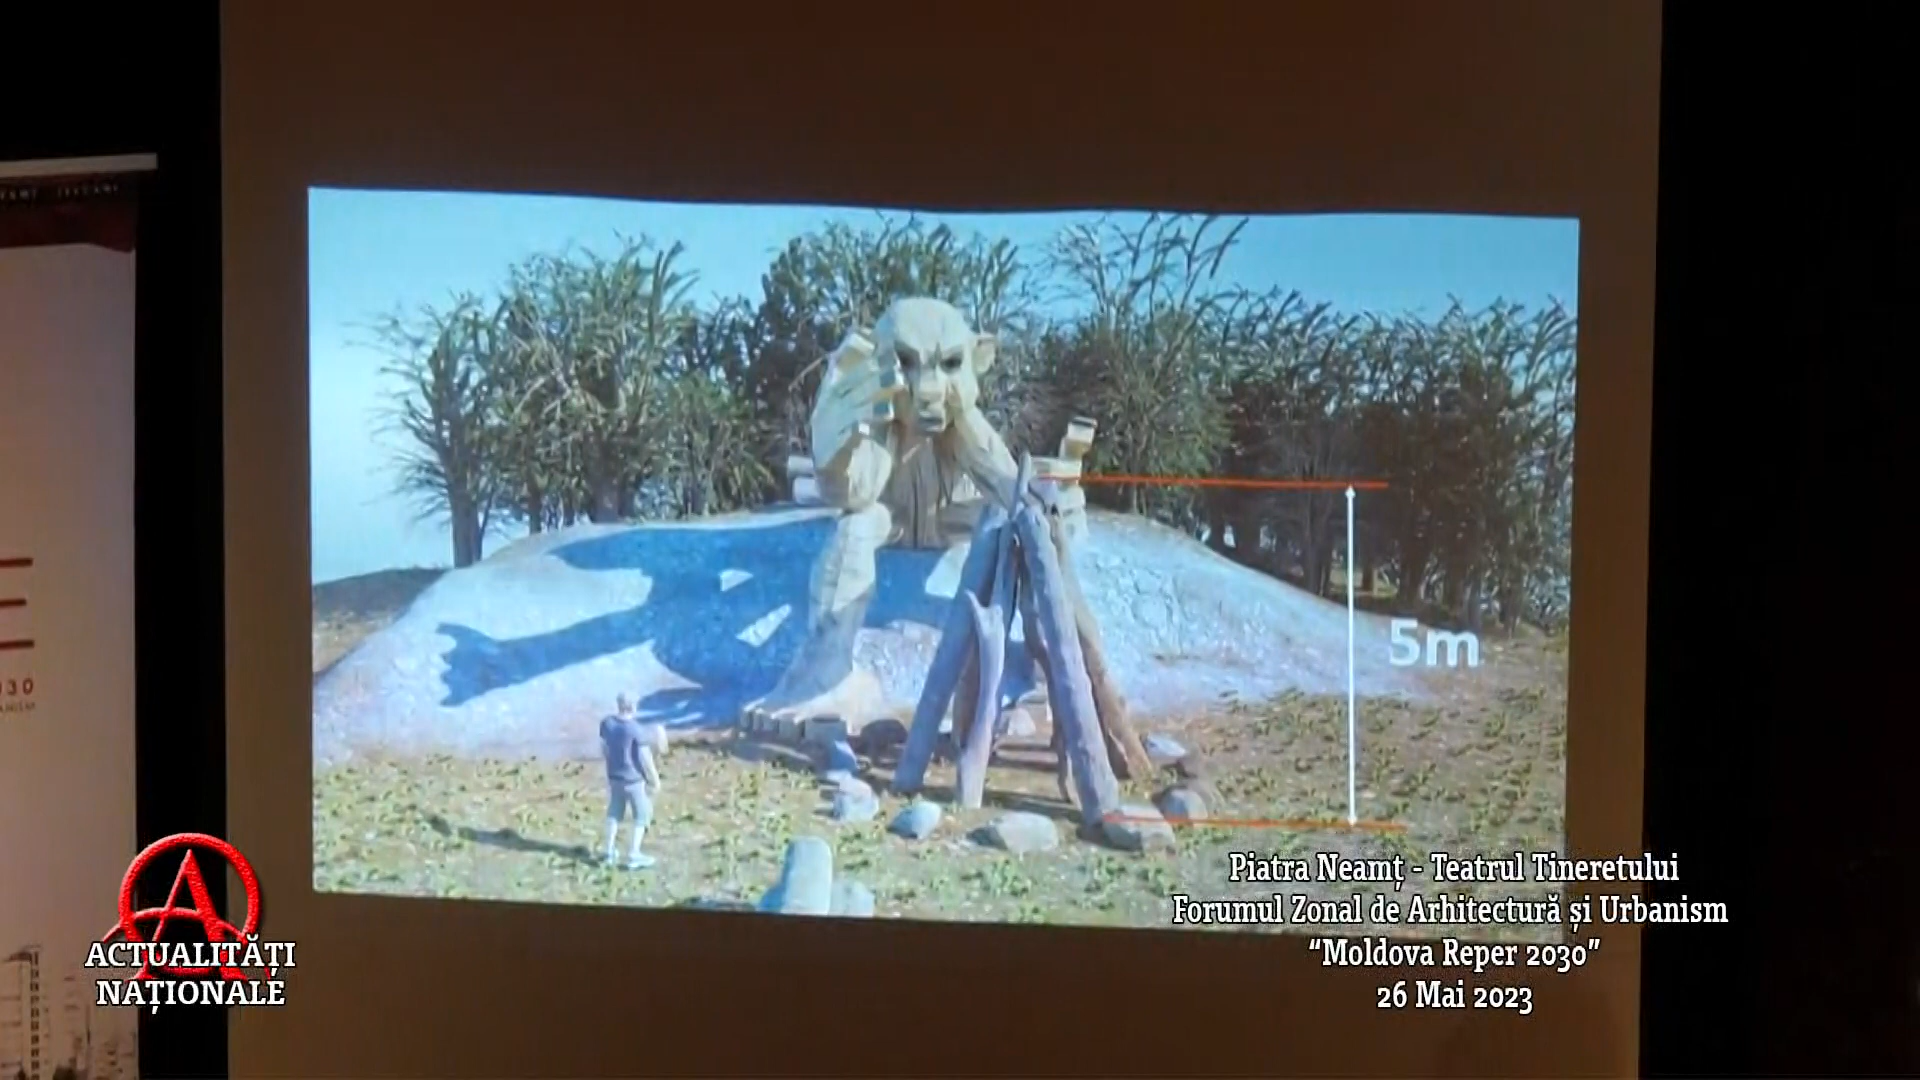 5m
030
Piatra Neamț - Teatrul Tineretului
Forumul Zonal de Arhitectură și Urbanism
“Moldova Reper 2030”
26 Mai 2023
ACTUALITĂȚI
NAȚIONALE